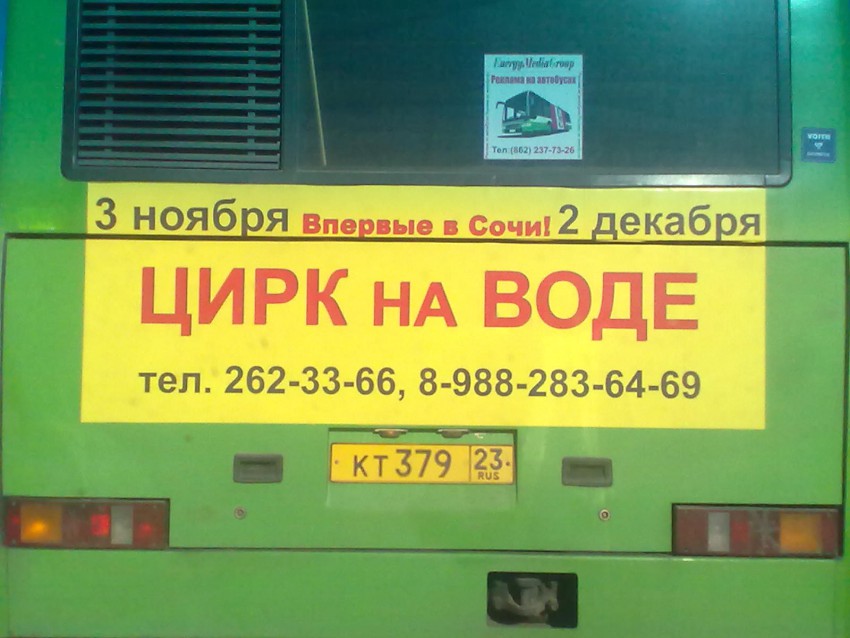 EnergyMediaGroup
Реклама на автобусах
Тел:(862) 237-73-26
3 ноября Впервые в Сочи! 2 декабря
ЦИРК НА ВОДЕ
тел. 262-33-66, 8-988-283-64-69
КТ 379 23
RUS